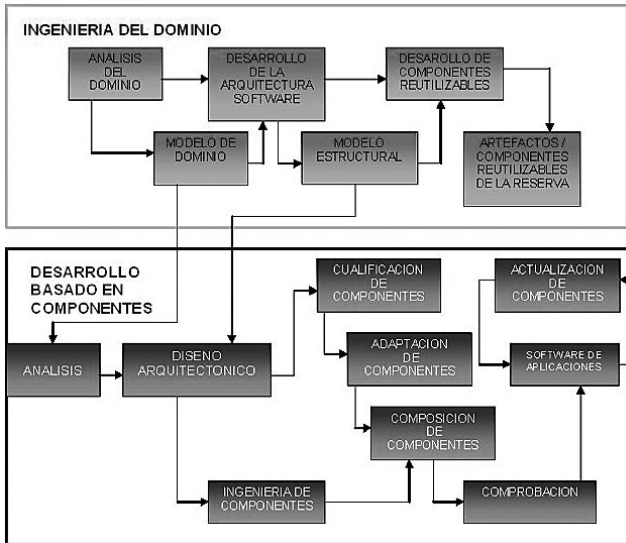 INGENIERIA DEL DOMINIO
ANALISIS
DEL
DOMINIO
DESARROLLO
DE LA
ARQUITECTURA
SOFTWARE
DESAROLLO DE
COMPONENTES
REUTILIZABLES
MODELO DE
DOMINIO
MODELO
ESTRUCTURAL
ARTEFACTOS /
COMPONENTES
REUTILIZABLES
DE LA RESERVA
DESARROLLO
BASADO EN
COMPONENTES
CUALIFICACION
DE
COMPONENTES
ACTUALIZACION
DE
COMPONENTES
ANALISIS
DISENO
ARQUITECTONICO
ADAPTACION
DE
COMPONENTES
SOFTWARE DE
APLICACIONES
COMPOSICION
DE
COMPONENTES
INGENIERIA DE
COMPONENTES
COMPROBACION